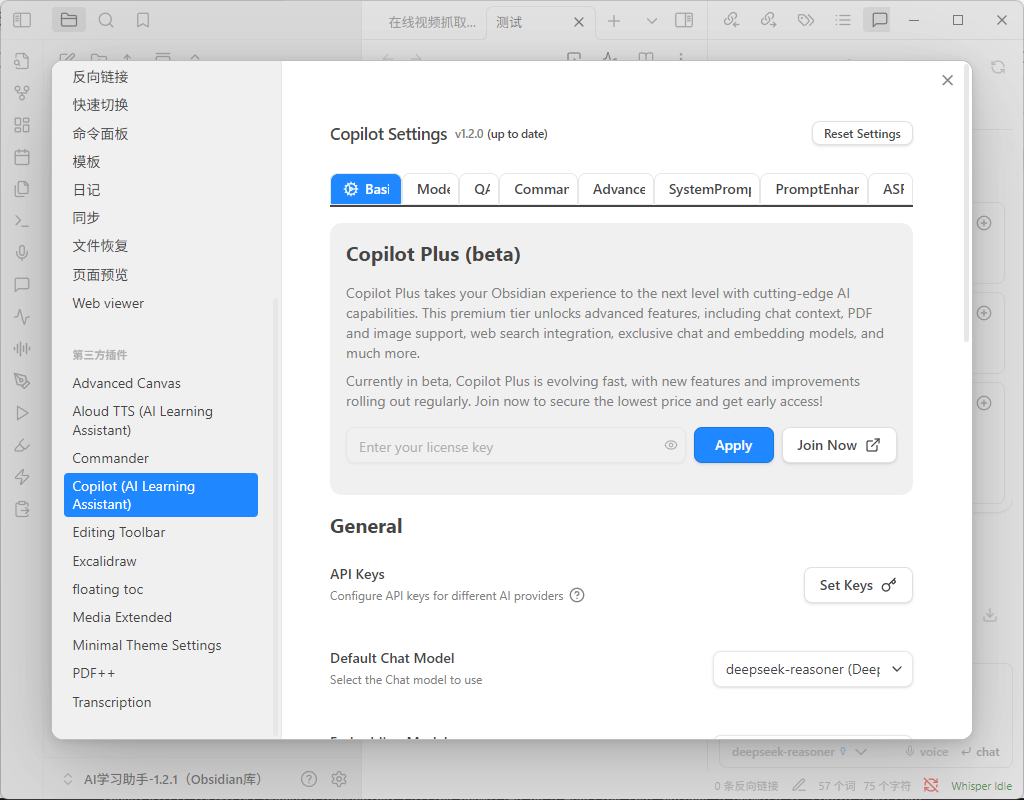 在线视频抓取...
测试
反向链接
快速切换
命令面板
模板
日记
同步
文件恢复
页面预览
Web viewer
第三方插件
Advanced Canvas
Aloud TTS (AI Learning
Assistant)
Commander
Copilot (AI Learning
Assistant)
Editing Toolbar
Excalidraw
floating toc
Media Extended
Minimal Theme Settings
PDF++
Transcription
Copilot Settings v1.2.0 (up to date)
Reset Settings
Basi
Mode
QA
Commar
Advance
SystemPromp
PromptEnhar
ASF
Copilot Plus (beta)
Copilot Plus takes your Obsidian experience to the next level with cutting-edge AI
capabilities. This premium tier unlocks advanced features, including chat context, PDF
and image support, web search integration, exclusive chat and embedding models, and
much more.
Currently in beta, Copilot Plus is evolving fast, with new features and improvements
rolling out regularly. Join now to secure the lowest price and get early access!
Enter your license key
Apply
Join Now
General
API Keys
Configure API keys for different AI providers
Set Keys
Default Chat Model
Select the Chat model to use
deepseek-reasoner (Deep
deepseek-reasoner
voice
chat
AI学习助手-1.2.1（Obsidian库）
0 条反向链接
57 个词
75 个字符
Whisper Idle